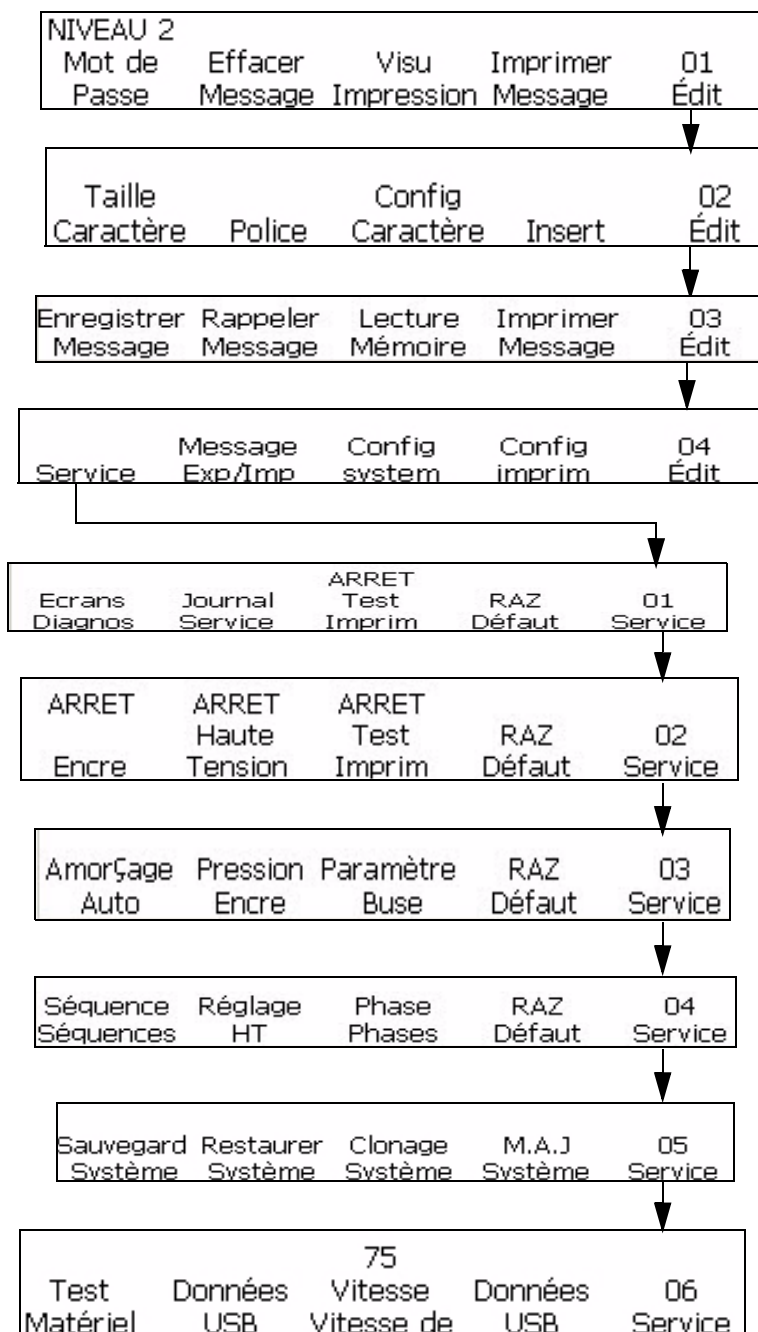 NIVEAU 2
Mot de Effacer Visu Imprimer 01
Passe Message Impression Message Édit
Taille Config 02
Caractère Police Caractère Insert Édit
Enregistrer Rappeler Lecture Imprimer 03
Message Message Mémoire Message Édit
Message Config Config 04
Service Exp/Imp system imprim Édit
ARRET
Ecrans Journal Test RAZ 01
Diagnos Service Imprim Défaut Service
ARRET ARRET ARRET
Haute Test RAZ 02
Encre Tension Imprim Défaut Service
AmorÇage Pression Paramètre RAZ 03
Auto Encre Buse Défaut Service
Séquence Réglage Phase RAZ 04
Séquences HT Phases Défaut Service
Sauvegard Restaurer Clonage M.A.J 05
Système Système Système Système Service
75
Test Données Vitesse Données 06
Matériel USB Vitesse de USB Service